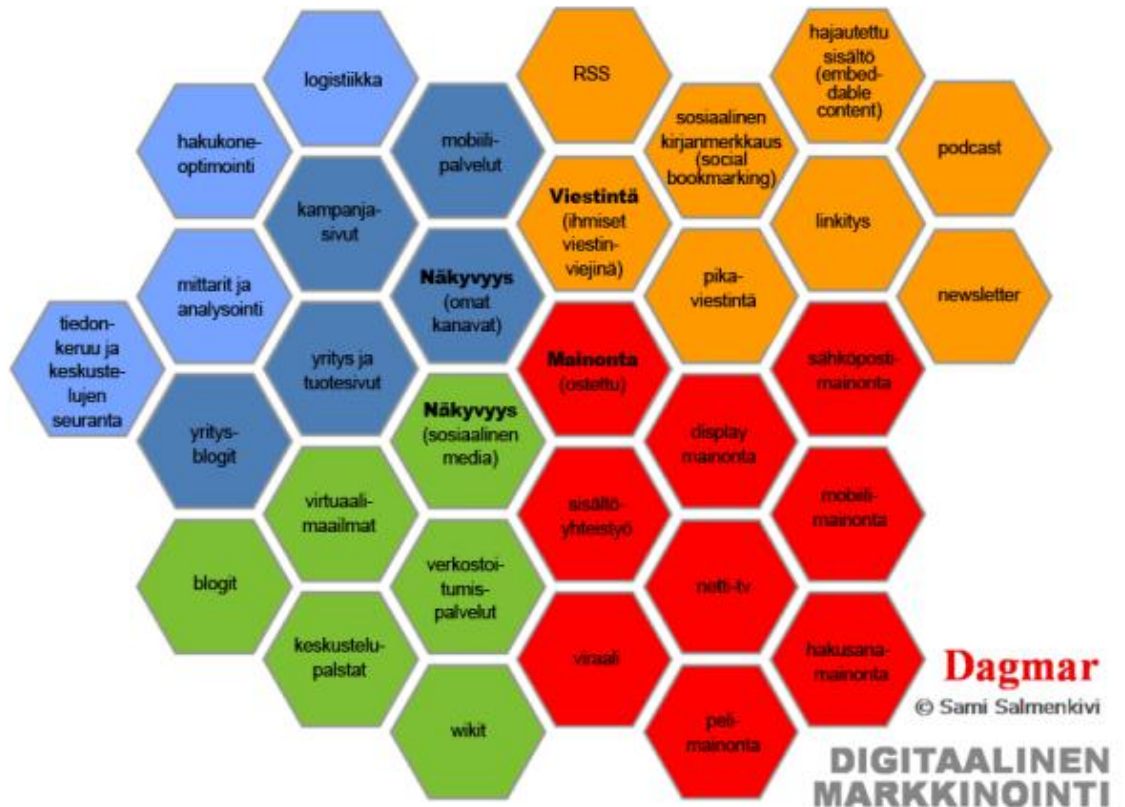 logistiikka
RSS
hajautettu
sisältö
(embed-
dable
content)
hakukone-
optimointi
mobiili-
palvelut
sosiaalinen
kirjanmerkkaus
(social
bookmarking)
podcast
kampanja-
sivut
Viestintä
(ihmiset
viestin-
viejinä)
linkitys
mittarit ja
analysointi
Näkyvyys
(omat
kanavat)
pika-
viestintä
newsletter
tiedon-
keruu ja
keskuste-
lujen
seuranta
yritys ja
tuotesivut
Mainonta
(ostettu)
sähköposti-
mainonta
yritys-
blogit
Näkyvyys
(sosiaalinen
media)
display
mainonta
virtuaali-
maailmat
sisältö-
yhteistyö
mobiili-
mainonta
blogit
verkostoi-
tumis-
palvelut
netti-tv
keskustelu-
palstat
viraali
hakusana-
mainonta
wikit
peli-
mainonta
Dagmar
© Sami Salmenkivi
DIGITAALINEN
MARKKINOINTI